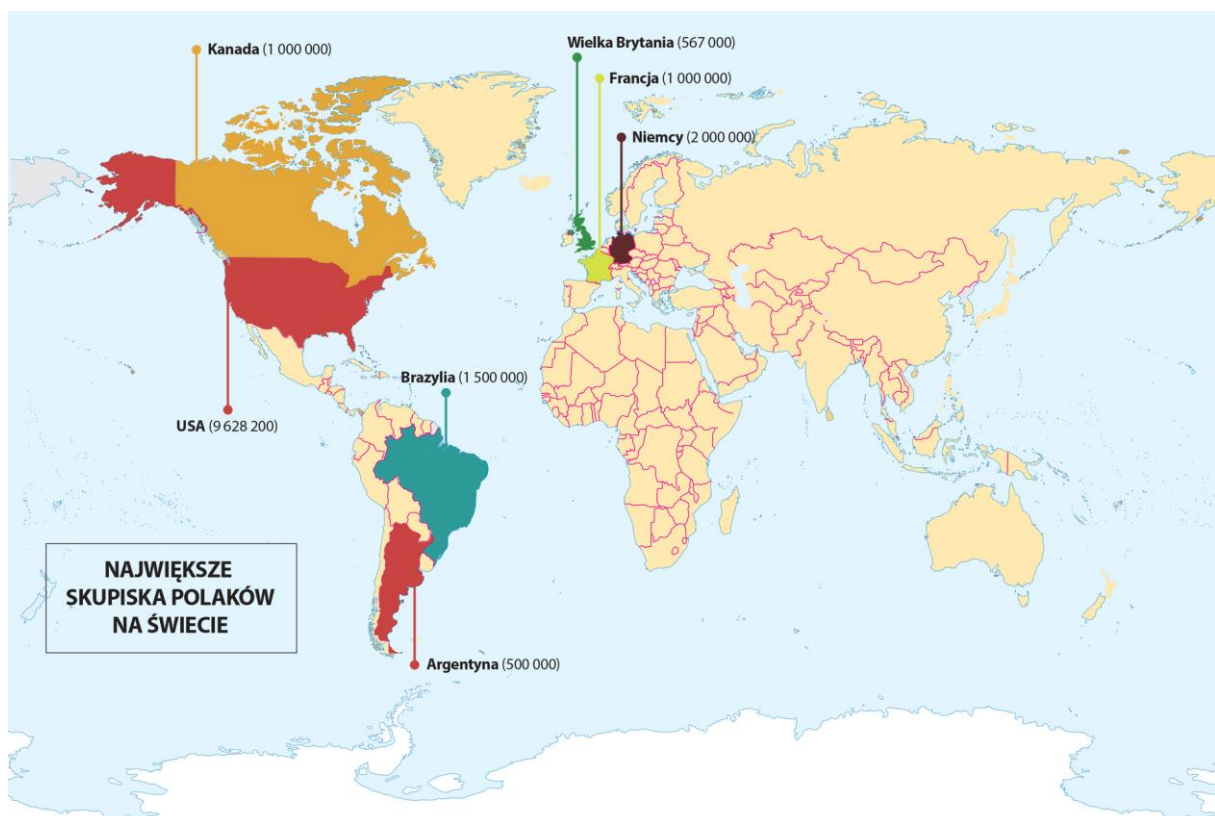 Kanada (1 000 000)
Wielka Brytania (567 000)
Francja (1 000 000)
Niemcy (2 000 000)
Brazylia (1 500 000)
USA (9 628 200)
NAJWIĘKSZE
SKUPISKA POLAKÓW
NA ŚWIECIE
Argentyna (500 000)